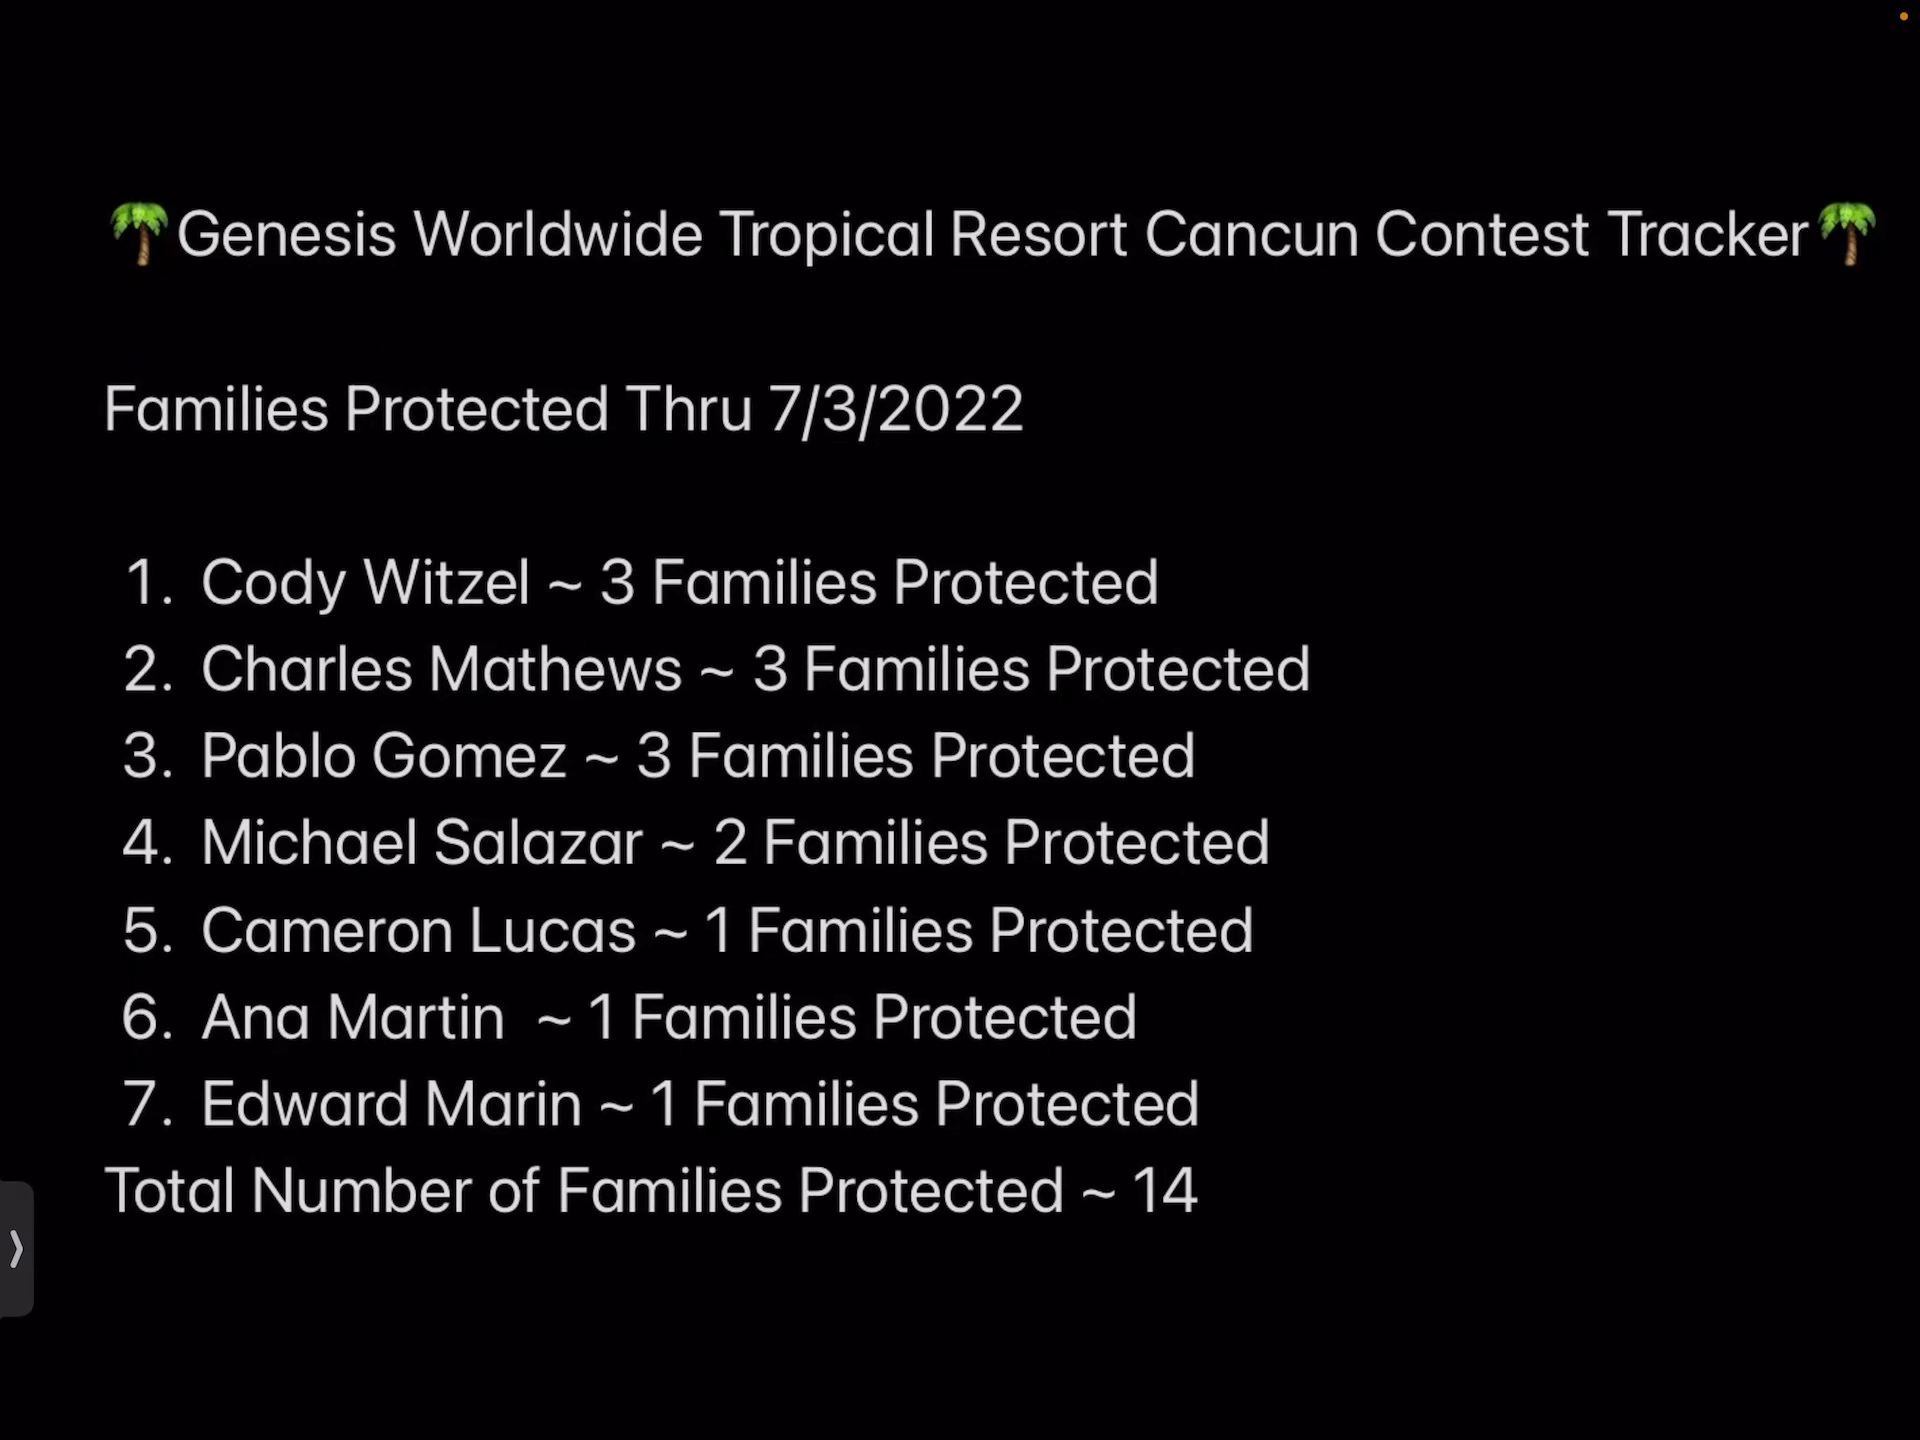 🌴Genesis Worldwide Tropical Resort Cancun Contest Tracker🌴
Families Protected Thru 7/3/2022
1. Cody Witzel ~ 3 Families Protected
2. Charles Mathews ~ 3 Families Protected
3. Pablo Gomez ~ 3 Families Protected
4. Michael Salazar ~ 2 Families Protected
5. Cameron Lucas ~ 1 Families Protected
6. Ana Martin  ~ 1 Families Protected
7. Edward Marin ~ 1 Families Protected
Total Number of Families Protected ~ 14